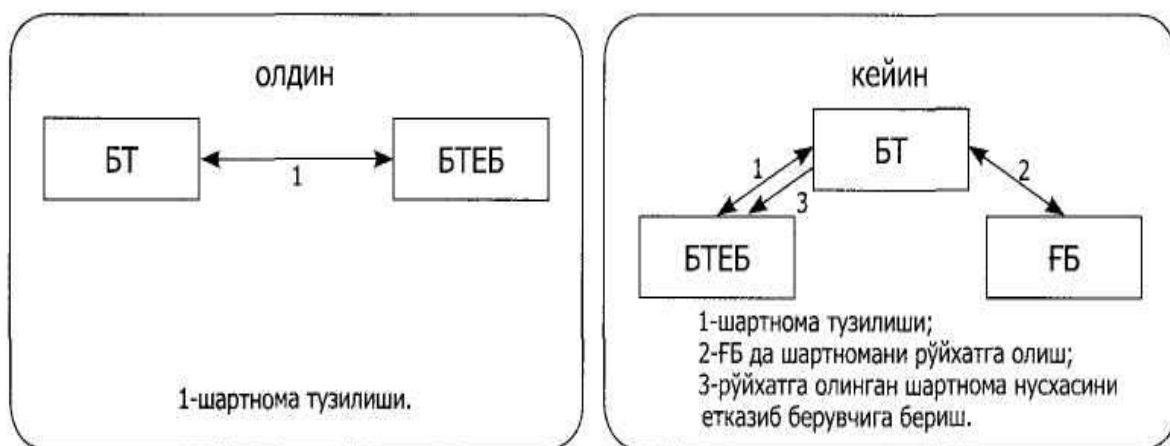 олдин
БТ
1
БТЕБ
1-шартнома тузилиши.
кейин
БТ
1
3
2
БТЕБ
ҒБ
1-шартнома тузилиши;
2-ҒБ да шартномани рўйхатга олиш;
3-рўйхатга олинган шартнома нусхасини
етказиб берувчига бериш.